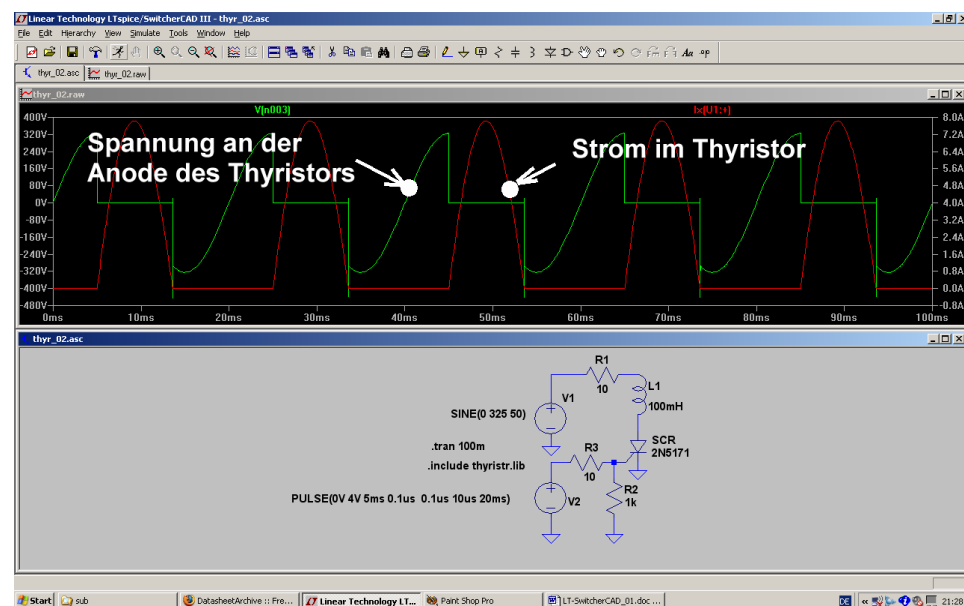 Linear Technology LTspice/SwitcherCAD III - thyr_02.asc
File Edit Hierarchy View Simulate Tools Window Help
thyr_02.asc thyr_02.raw
thyr_02.raw
V(n003) Ix(U1:+)
400V 8.0A
320V 7.2A
240V 6.4A
160V 5.6A
80V 4.8A
0V 4.0A
-80V 3.2A
-160V 2.4A
-240V 1.6A
-320V 0.8A
-400V 0.0A
-480V -0.8A
0ms 10ms 20ms 30ms 40ms 50ms 60ms 70ms 80ms 90ms 100ms
Spannung an der
Anode des Thyristors
Strom im Thyristor
thyr_02.asc
R1
10
L1
100mH
V1
SINE(0 325 50)
.tran 100m
.include thyristr.lib
R3
10
SCR
2N5171
R2
1k
V2
PULSE(0V 4V 5ms 0.1us 0.1us 10us 20ms)
Start sub DatasheetArchive :: Fre... Linear Technology LT... Paint Shop Pro LT-SwitcherCAD_01.doc ... DE 21:28